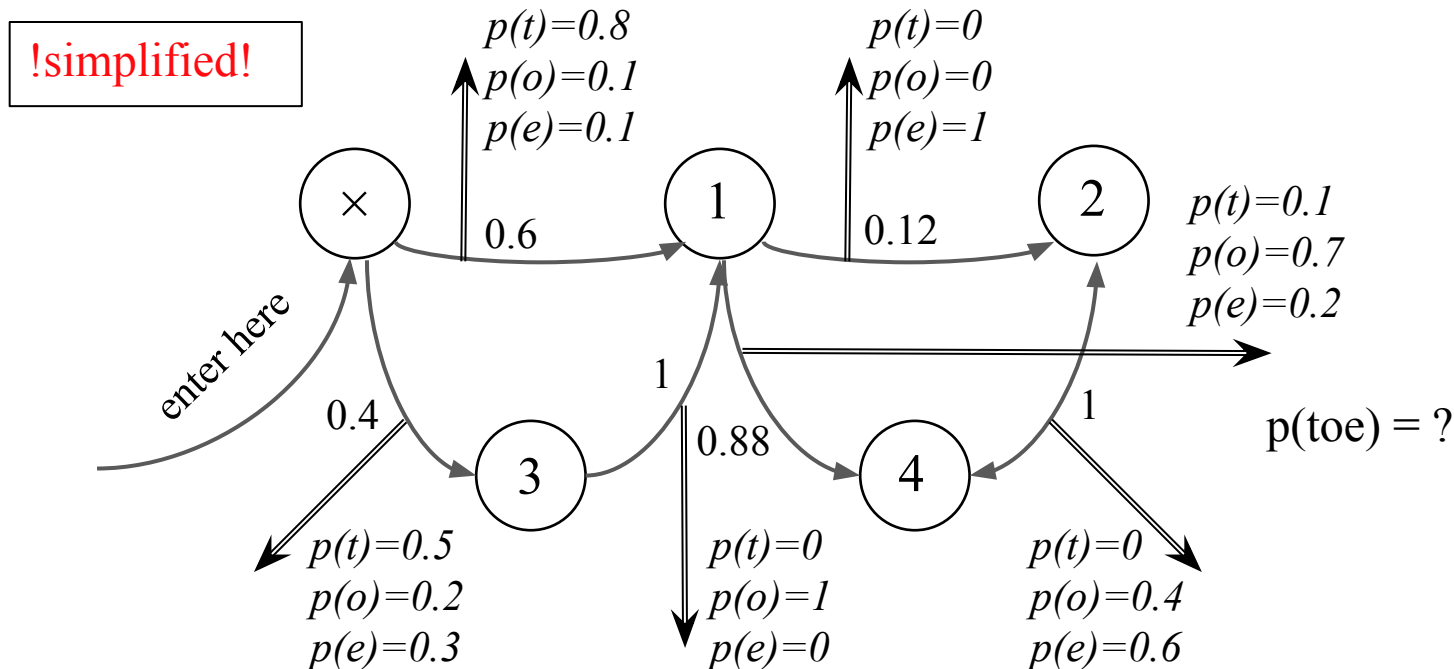 !simplified!
p(t)=0.8
p(o)=0.1
p(e)=0.1
p(t)=0
p(o)=0
p(e)=1
×
1
2
0.6
0.12
p(t)=0.1
p(o)=0.7
p(e)=0.2
enter here
0.4
1
0.88
1
p(toe) = ?
3
4
p(t)=0.5
p(o)=0.2
p(e)=0.3
p(t)=0
p(o)=1
p(e)=0
p(t)=0
p(o)=0.4
p(e)=0.6